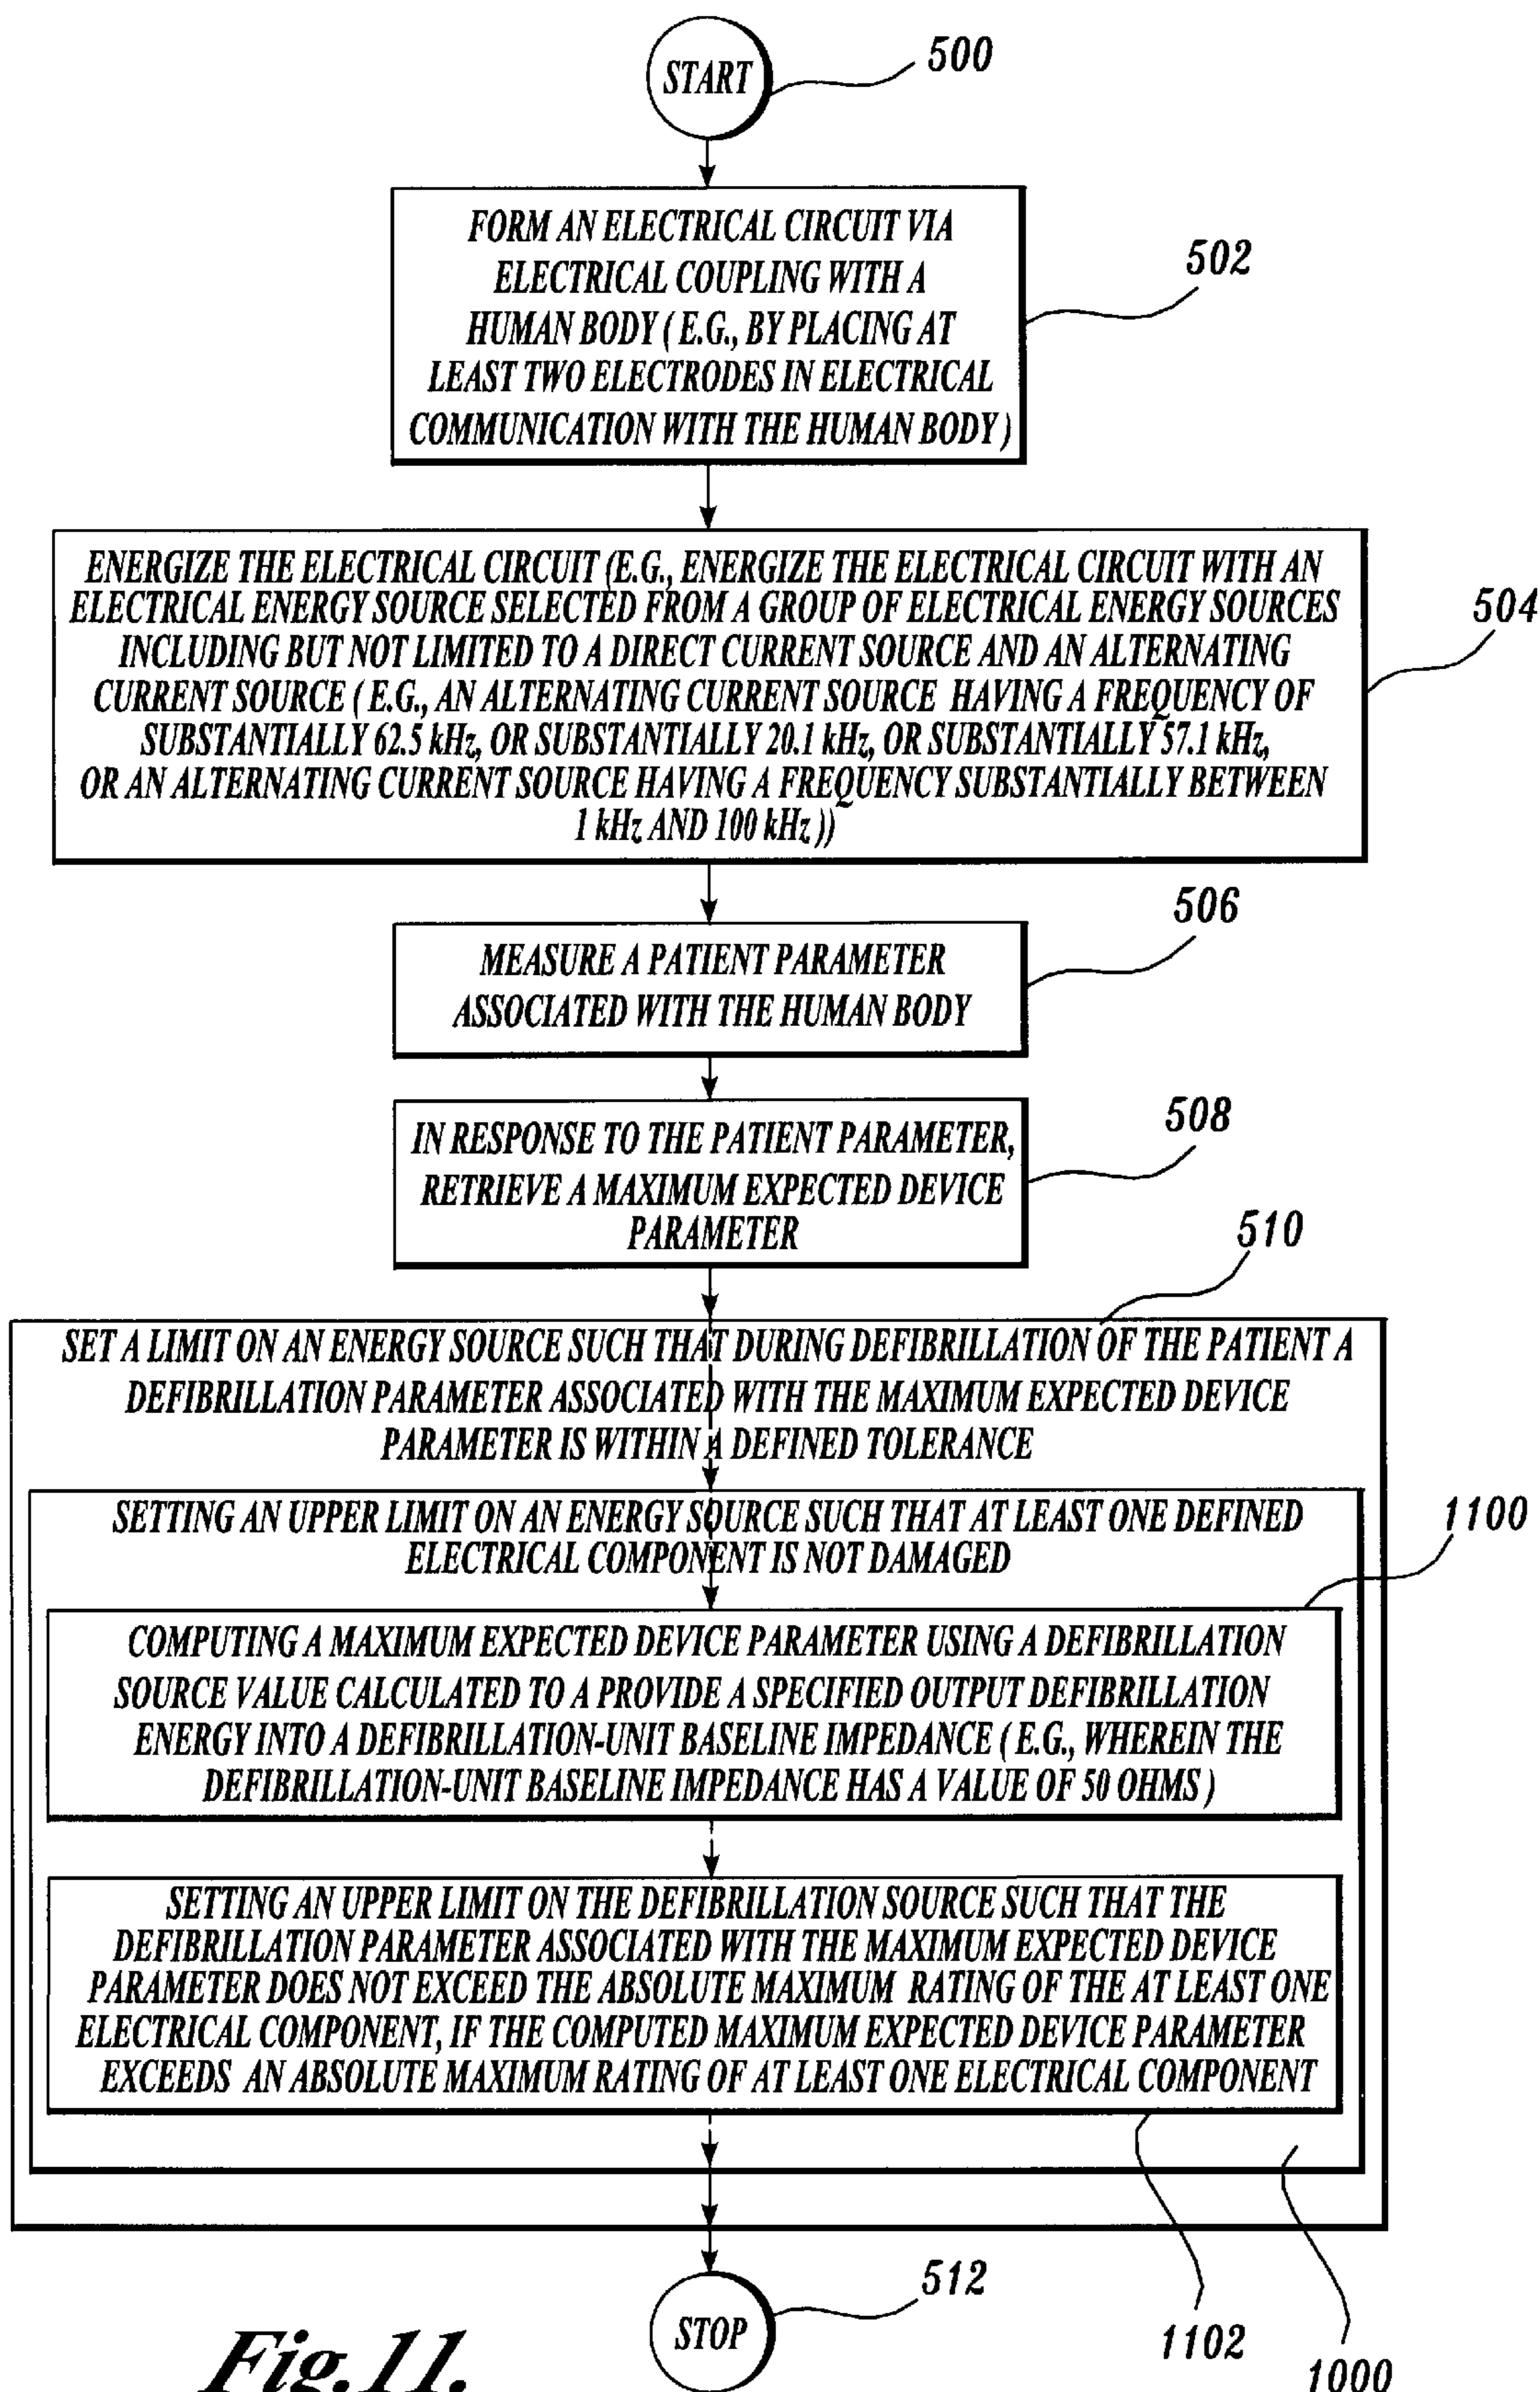 START
500
FORM AN ELECTRICAL CIRCUIT VIA
ELECTRICAL COUPLING WITH A
HUMAN BODY ( E.G., BY PLACING AT
LEAST TWO ELECTRODES IN ELECTRICAL
COMMUNICATION WITH THE HUMAN BODY )
502
ENERGIZE THE ELECTRICAL CIRCUIT (E.G., ENERGIZE THE ELECTRICAL CIRCUIT WITH AN
ELECTRICAL ENERGY SOURCE SELECTED FROM A GROUP OF ELECTRICAL ENERGY SOURCES
INCLUDING BUT NOT LIMITED TO A DIRECT CURRENT SOURCE AND AN ALTERNATING
CURRENT SOURCE ( E.G., AN ALTERNATING CURRENT SOURCE HAVING A FREQUENCY OF
SUBSTANTIALLY 62.5 kHz, OR SUBSTANTIALLY 20.1 kHz, OR SUBSTANTIALLY 57.1 kHz,
OR AN ALTERNATING CURRENT SOURCE HAVING A FREQUENCY SUBSTANTIALLY BETWEEN
1 kHz AND 100 kHz ))
504
MEASURE A PATIENT PARAMETER
ASSOCIATED WITH THE HUMAN BODY
506
IN RESPONSE TO THE PATIENT PARAMETER,
RETRIEVE A MAXIMUM EXPECTED DEVICE
PARAMETER
508
510
SET A LIMIT ON AN ENERGY SOURCE SUCH THAT DURING DEFIBRILLATION OF THE PATIENT A
DEFIBRILLATION PARAMETER ASSOCIATED WITH THE MAXIMUM EXPECTED DEVICE
PARAMETER IS WITHIN A DEFINED TOLERANCE
SETTING AN UPPER LIMIT ON AN ENERGY SOURCE SUCH THAT AT LEAST ONE DEFINED
ELECTRICAL COMPONENT IS NOT DAMAGED
1100
COMPUTING A MAXIMUM EXPECTED DEVICE PARAMETER USING A DEFIBRILLATION
SOURCE VALUE CALCULATED TO A PROVIDE A SPECIFIED OUTPUT DEFIBRILLATION
ENERGY INTO A DEFIBRILLATION-UNIT BASELINE IMPEDANCE ( E.G., WHEREIN THE
DEFIBRILLATION-UNIT BASELINE IMPEDANCE HAS A VALUE OF 50 OHMS )
SETTING AN UPPER LIMIT ON THE DEFIBRILLATION SOURCE SUCH THAT THE
DEFIBRILLATION PARAMETER ASSOCIATED WITH THE MAXIMUM EXPECTED DEVICE
PARAMETER DOES NOT EXCEED THE ABSOLUTE MAXIMUM RATING OF THE AT LEAST ONE
ELECTRICAL COMPONENT, IF THE COMPUTED MAXIMUM EXPECTED DEVICE PARAMETER
EXCEEDS AN ABSOLUTE MAXIMUM RATING OF AT LEAST ONE ELECTRICAL COMPONENT
STOP
512
1102
1000
Fig.11.